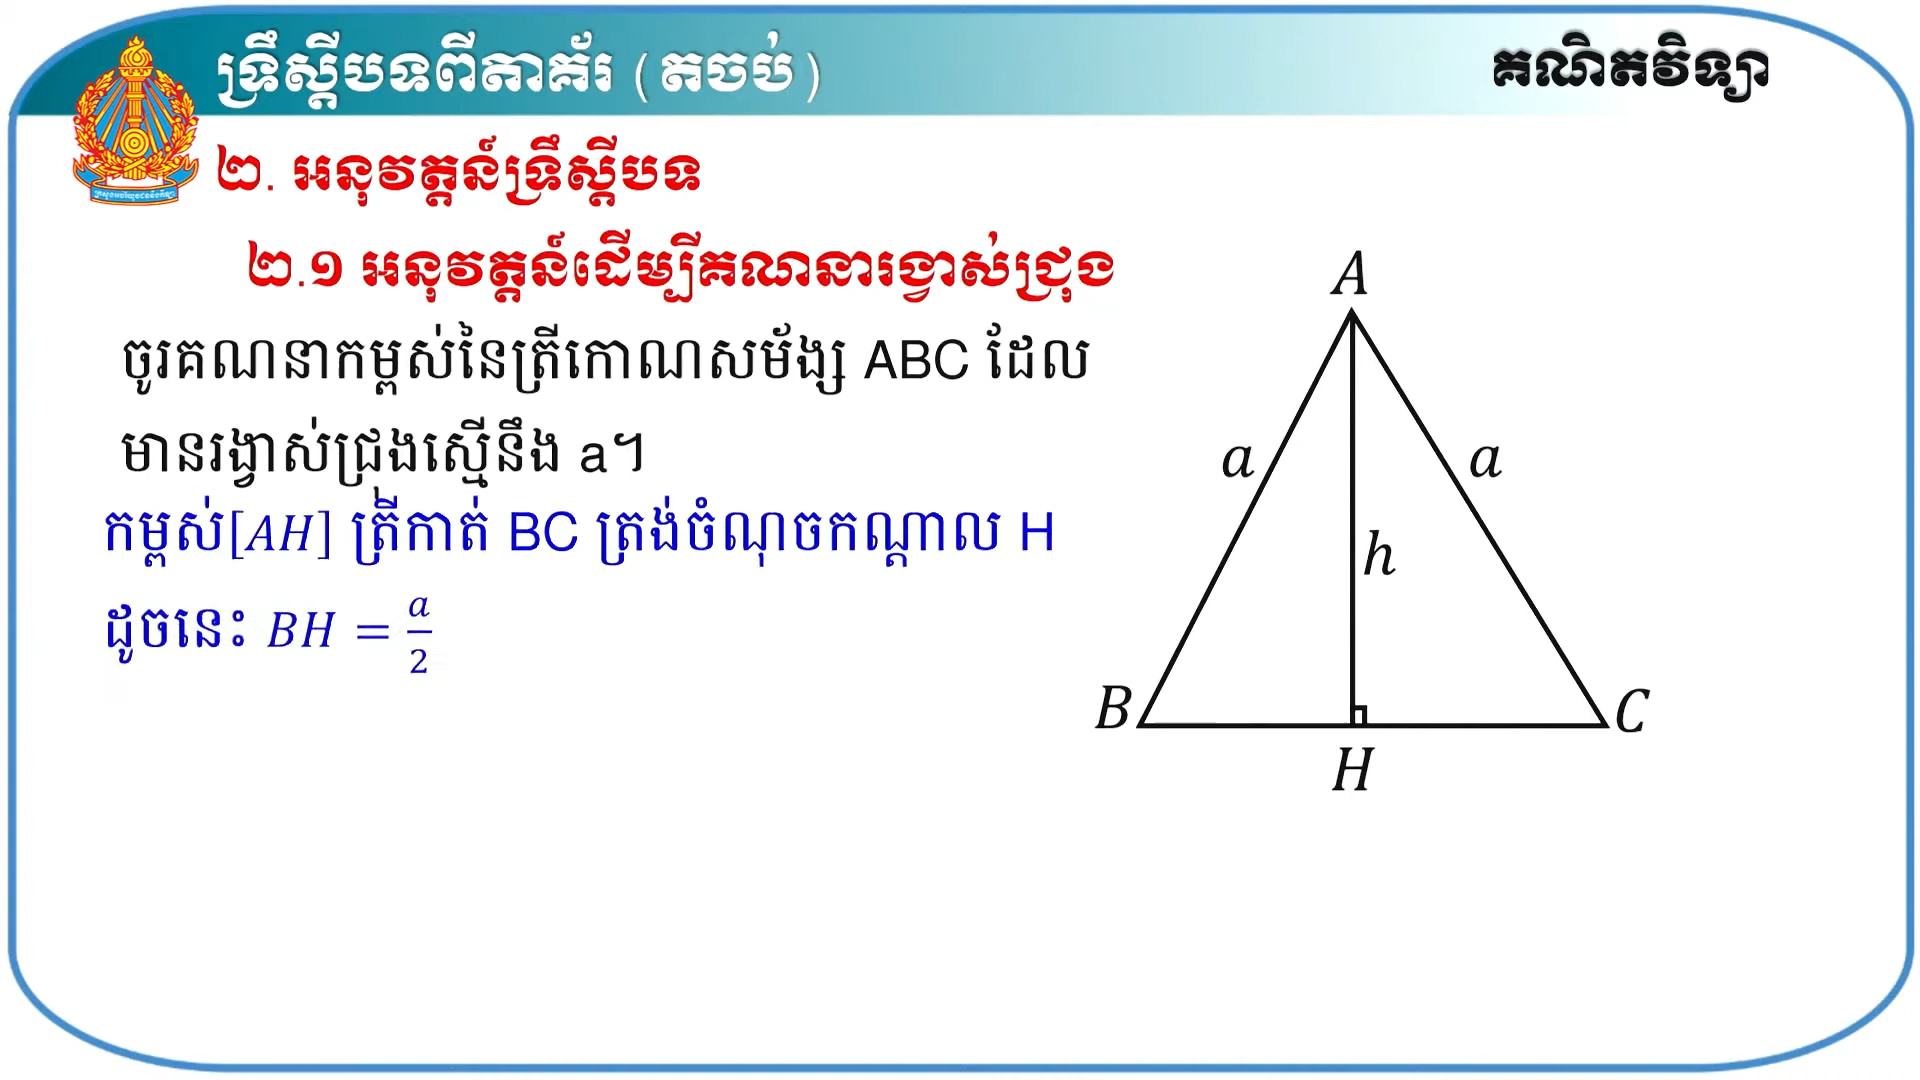 ទ្រឹស្តីបទពីតាគ័រ (តចប់)
គណិតវិទ្យា
២. អនុវត្តន៍ទ្រឹស្តីបទ
២.១ អនុវត្តន៍ដើម្បីគណនារង្វាស់ជ្រុង
ចូរគណនាកម្ពស់នៃត្រីកោណសម័ង្ស ABC ដែល
មានរង្វាស់ជ្រុងស្មើនឹង a។
កម្ពស់[AH] ត្រីកាត់ BC ត្រង់ចំណុចកណ្តាល H
ដូចនេះ BH = a/2
A
a
a
h
B
C
H